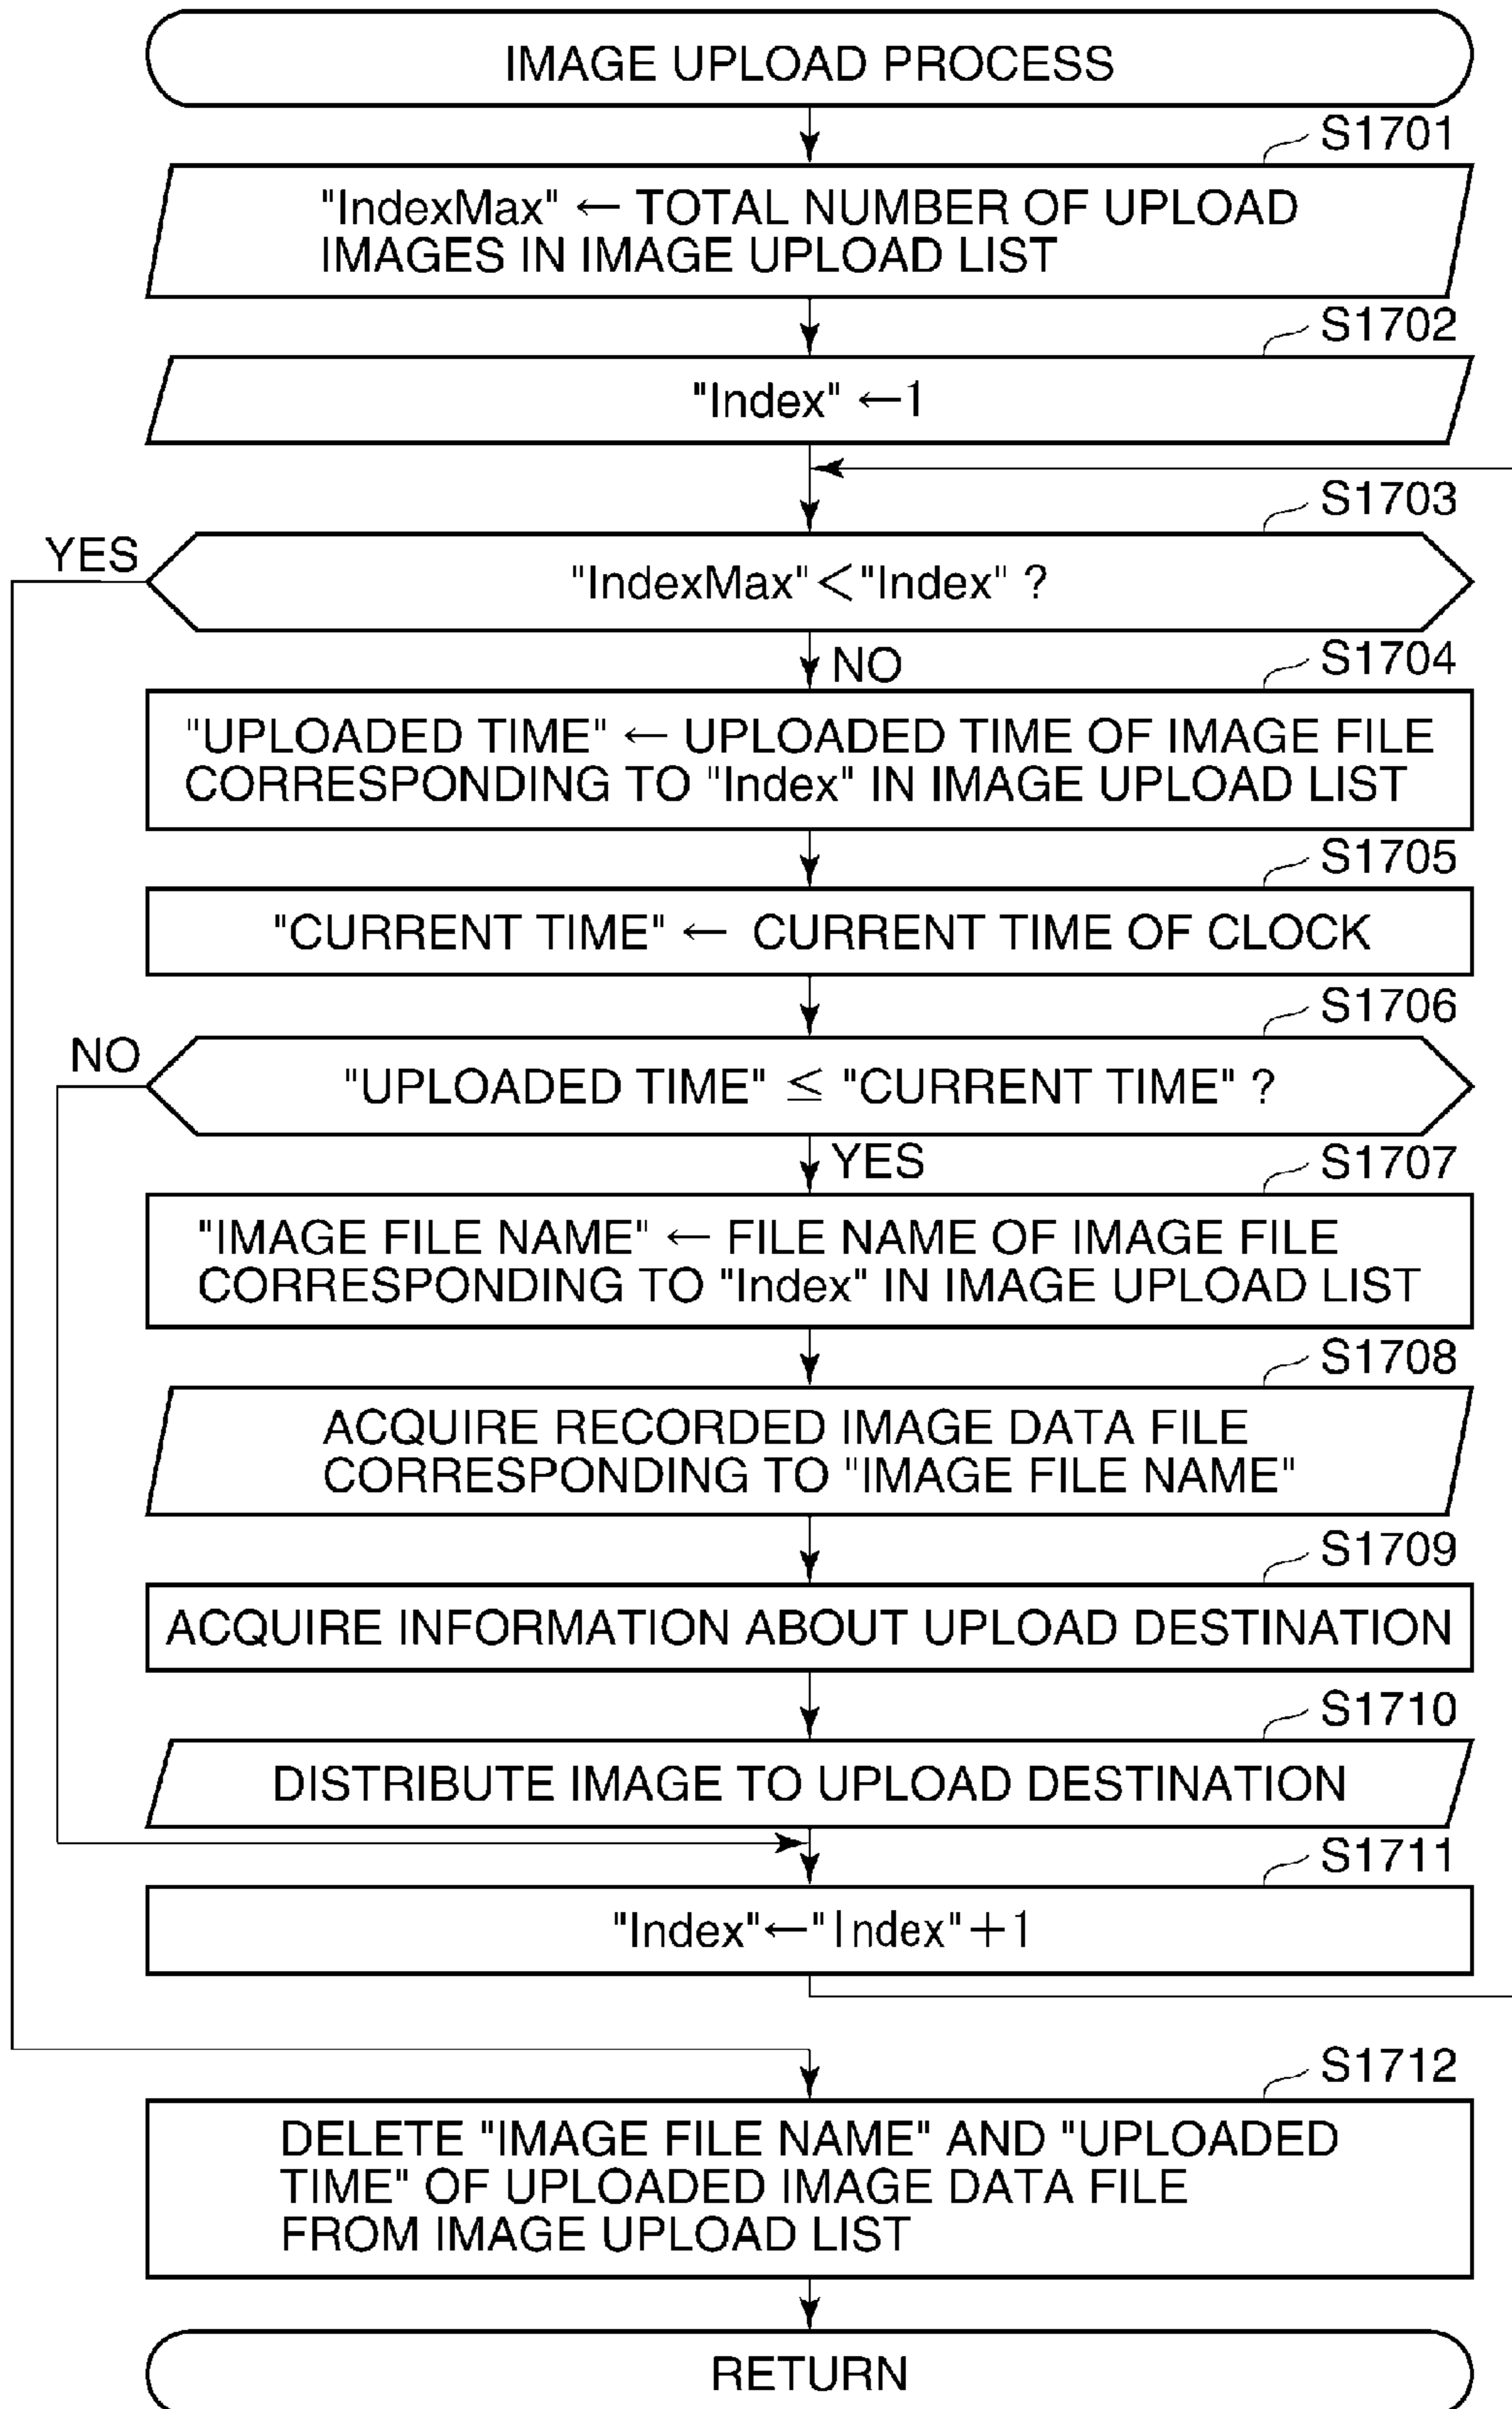 IMAGE UPLOAD PROCESS
S1701
"IndexMax" ← TOTAL NUMBER OF UPLOAD
IMAGES IN IMAGE UPLOAD LIST
S1702
"Index" ←1
S1703
YES
"IndexMax"<"Index" ?
NO
S1704
"UPLOADED TIME" ← UPLOADED TIME OF IMAGE FILE
CORRESPONDING TO "Index" IN IMAGE UPLOAD LIST
S1705
"CURRENT TIME" ← CURRENT TIME OF CLOCK
S1706
NO
"UPLOADED TIME" ≤ "CURRENT TIME" ?
YES
S1707
"IMAGE FILE NAME" ← FILE NAME OF IMAGE FILE
CORRESPONDING TO "Index" IN IMAGE UPLOAD LIST
S1708
ACQUIRE RECORDED IMAGE DATA FILE
CORRESPONDING TO "IMAGE FILE NAME"
S1709
ACQUIRE INFORMATION ABOUT UPLOAD DESTINATION
S1710
DISTRIBUTE IMAGE TO UPLOAD DESTINATION
S1711
"Index"←"Index"+1
S1712
DELETE "IMAGE FILE NAME" AND "UPLOADED
TIME" OF UPLOADED IMAGE DATA FILE
FROM IMAGE UPLOAD LIST
RETURN